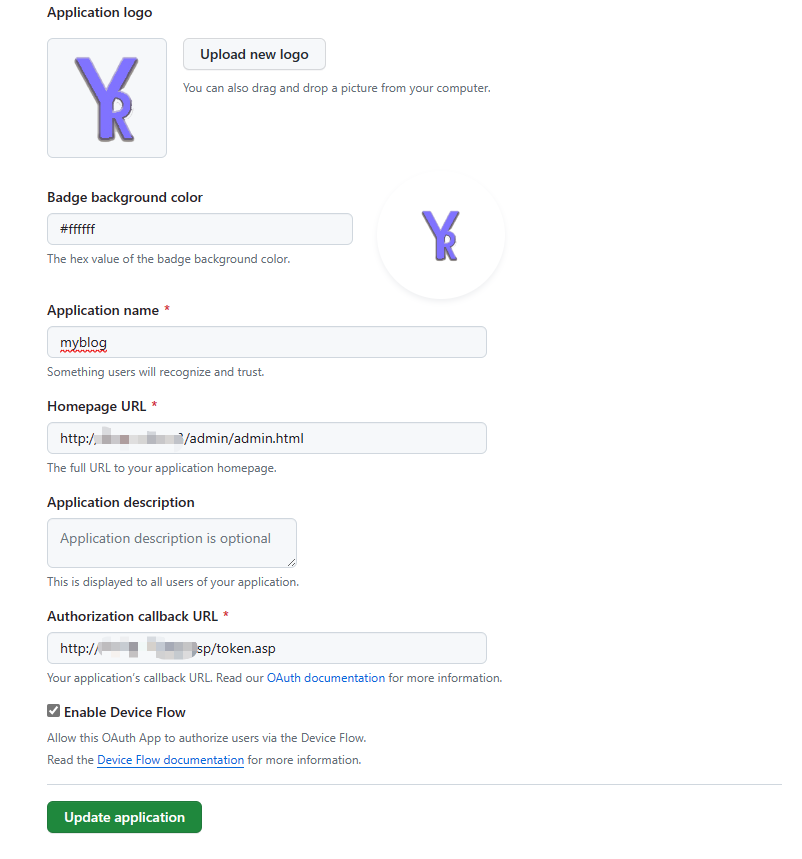 Application logo
YR
Upload new logo
You can also drag and drop a picture from your computer.
Badge background color
#ffffff
YR
The hex value of the badge background color.
Application name *
myblog
Something users will recognize and trust.
Homepage URL *
http:/ /admin/admin.html
The full URL to your application homepage.
Application description
Application description is optional
This is displayed to all users of your application.
Authorization callback URL *
http:// sp/token.asp
Your application’s callback URL. Read our OAuth documentation for more information.
Enable Device Flow
Allow this OAuth App to authorize users via the Device Flow.
Read the Device Flow documentation for more information.
Update application